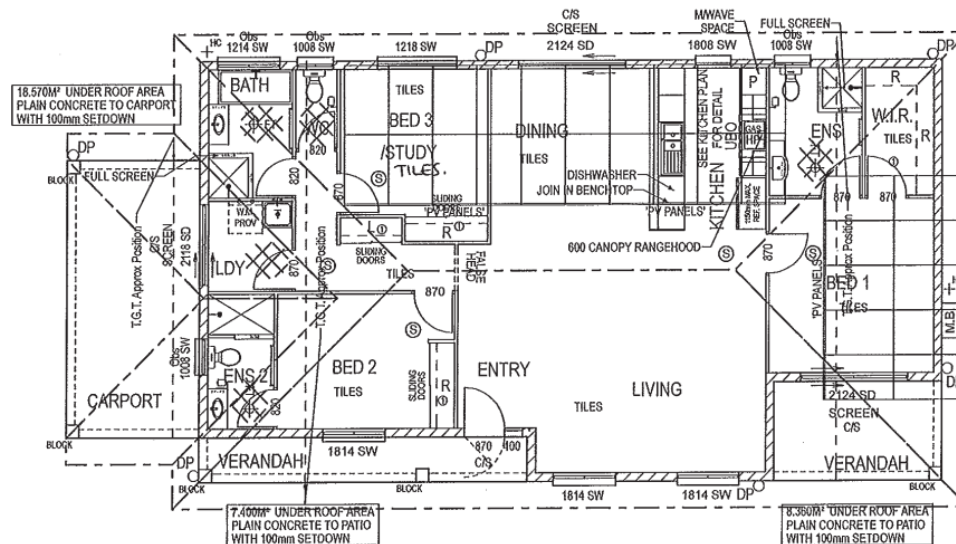 C/S
SCREEN
2124 SD
M/WAVE
SPACE
FULL SCREEN
Obs
1214 SW
Obs
1008 SW
1218 SW
DP
1808 SW
Obs
1008 SW
HC
BATH
18.570M² UNDER ROOF AREA
PLAIN CONCRETE TO CARPORT
WITH 100mm SETDOWN
DP
BLOCK
FULL SCREEN
WC
820
820
TILES
BED 3
/STUDY
TILES.
DINING
TILES
SEE KITCHEN PLAN
FOR DETAIL
UBO
KITCHEN
P
GAS
HP
ENS
R
W.I.R.
TILES
R
R
DISHWASHER
JOIN IN BENCHTOP
'PV PANELS'
600 CANOPY RANGEHOOD
870
870
870
W.M
PROV
670
S
SLIDING
'PV PANELS'
R
SLIDING
DOORS
T.G.T. Approx Position
C/S
SCREEN
2118 SD
LDY
870
T.G.T. Approx Position
TILES
FALSE
HEAD
S
S
870
'PV PANELS'
T.G.T. Approx Position
BED 1
TILES
M.B
Obs
1008 SW
ENS 2
820
BED 2
TILES
870
S
SLIDING
DOORS
R
ENTRY
LIVING
TILES
2124 SD
SCREEN
C/S
CARPORT
BLOCK
DP
BLOCK
VERANDAH
1814 SW
870
400
C/S
BLOCK
1814 SW
1814 SW
DP
VERANDAH
BLOCK
7.400M² UNDER ROOF AREA
PLAIN CONCRETE TO PATIO
WITH 100mm SETDOWN
8.360M² UNDER ROOF AREA
PLAIN CONCRETE TO PATIO
WITH 100mm SETDOWN